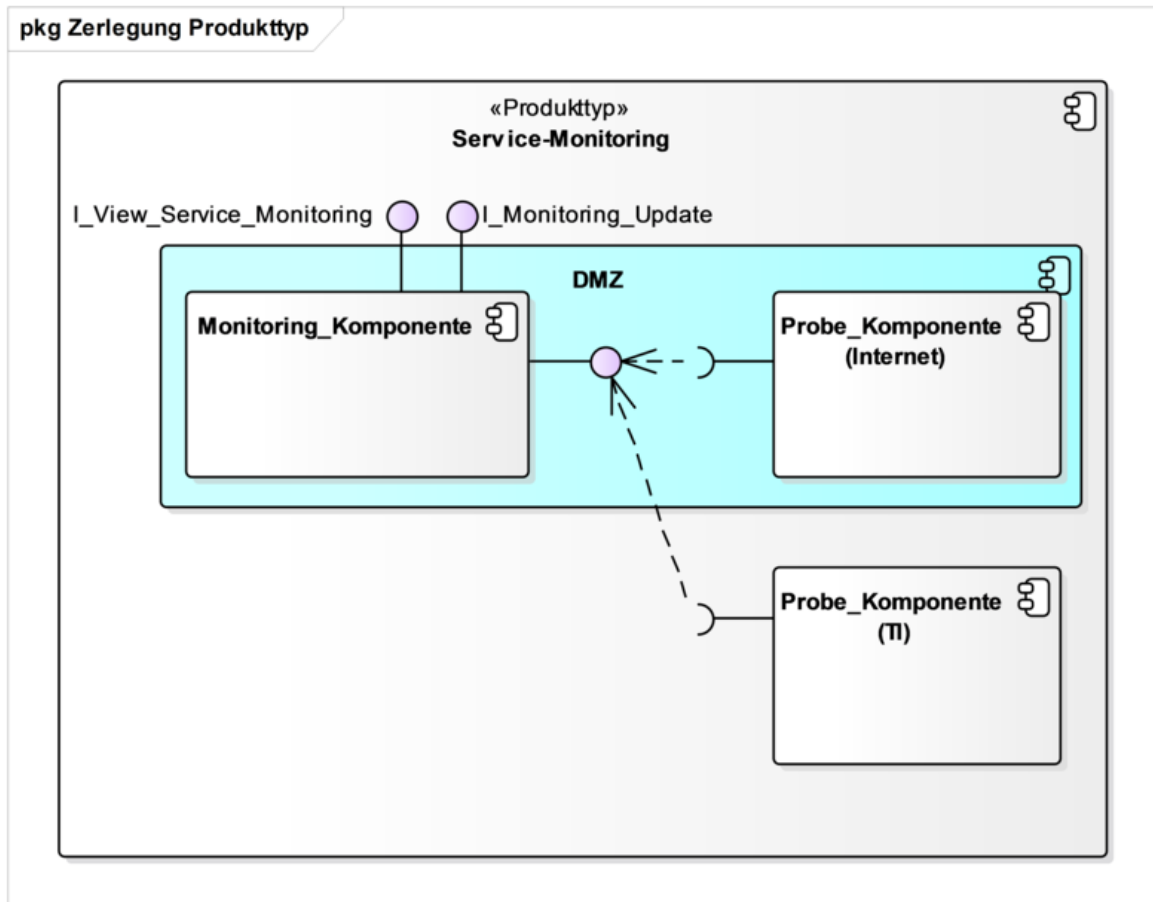 pkg Zerlegung Produkttyp
«Produkttyp»
Service-Monitoring
I_View_Service_Monitoring
I_Monitoring_Update
DMZ
Monitoring_Komponente
Probe_Komponente
(Internet)
Probe_Komponente
(TI)